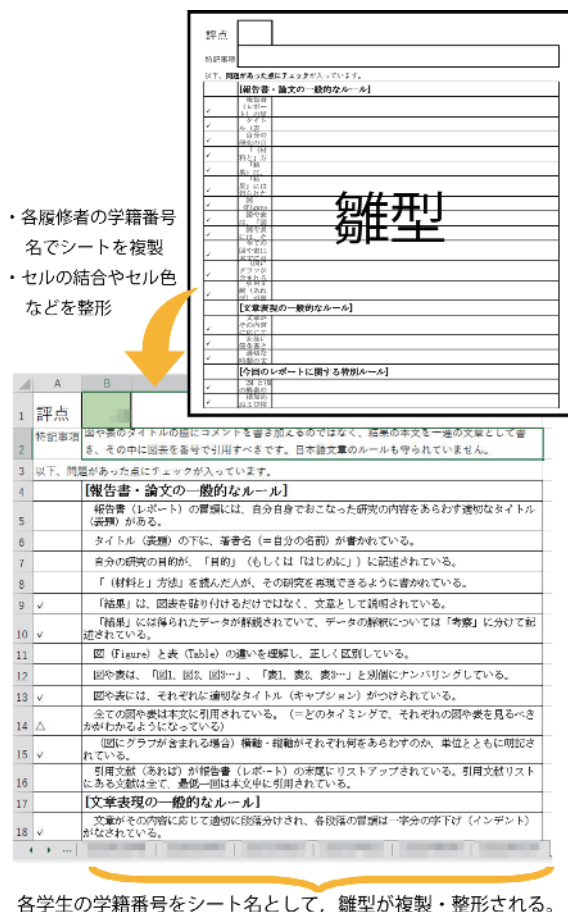 評点
特記事項
以下、問題があった点にチェックが入っています。
[報告書・論文の一般的なルール]
雛型
[文章表現の一般的なルール]
[今回のレポートに関する特別ルール]
・各履修者の学籍番号
名でシートを複製
・セルの結合やセル色
などを整形
A B
1 評点
2 特記事項 図や表のタイトルの脇にコメントを書き加えるのではなく、結果の本文を一連の文章として書
き、その中に図表を番号で引用すべきです。日本語文章のルールも守られていません。
3 以下、問題があった点にチェックが入っています。
4 [報告書・論文の一般的なルール]
報告書（レポート）の冒頭には、自分自身でおこなった研究の内容をあらわす適切なタイトル
5 （表題）がある。
6 タイトル（表題）の下に、著者名（＝自分の名前）が書かれている。
7 自分の研究の目的が、「目的」（もしくは「はじめに」）に記述されている。
8 「（材料と）方法」を読んだ人が、その研究を再現できるように書かれている。
9 ✓ 「結果」は、図表を貼り付けるだけではなく、文章として説明されている。
「結果」には得られたデータが解説されていて、データの解釈については「考察」に分けて記
10 ✓ 述されている。
11 図（Figure）と表（Table）の違いを理解し、正しく区別している。
12 図や表は、「図1、図2、図3…」、「表1、表2、表3…」と別個にナンバリングしている。
13 ✓ 図や表には、それぞれに適切なタイトル（キャプション）がつけられている。
全ての図や表は本文に引用されている。（＝どのタイミングで、それぞれの図や表を見るべき
14 △ かがわかるようになっている）
（図にグラフが含まれる場合）横軸・縦軸がそれぞれ何をあらわすのか、単位とともに明記さ
15 ✓ れている。
引用文献（あれば）が報告書（レポート）の末尾にリストアップされている。引用文献リスト
16 にある文献は全て、最低一回は本文中に引用されている。
17 [文章表現の一般的なルール]
文章がその内容に応じて適切に段落分けされ、各段落の冒頭は一字分の字下げ（インデント）
18 ✓ がなされている。
各学生の学籍番号をシート名として，雛型が複製・整形される。